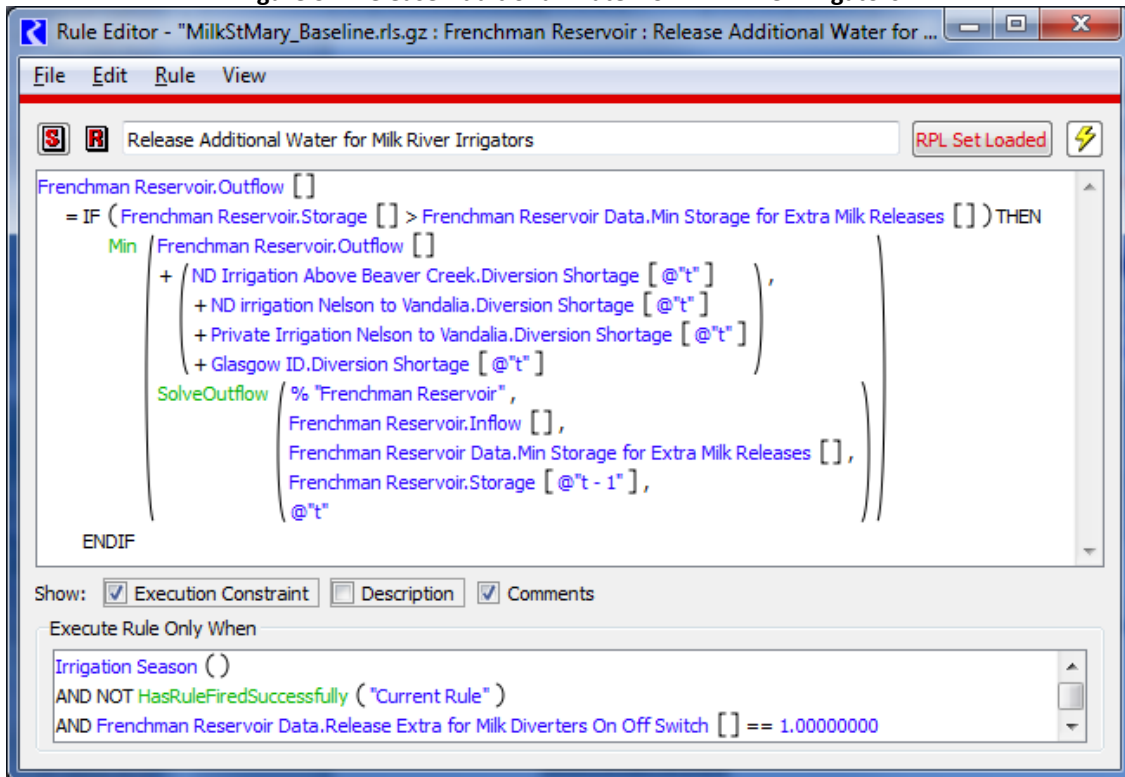 Rule Editor - "MilkStMary_Baseline.rls.gz : Frenchman Reservoir : Release Additional Water for ...
File Edit Rule View
S R Release Additional Water for Milk River Irrigators RPL Set Loaded
Frenchman Reservoir.Outflow []
= IF ( Frenchman Reservoir.Storage [] > Frenchman Reservoir Data.Min Storage for Extra Milk Releases [] ) THEN
Min ( Frenchman Reservoir.Outflow []
+ ( ND Irrigation Above Beaver Creek.Diversion Shortage [ @"t" ] ,
+ ND irrigation Nelson to Vandalia.Diversion Shortage [ @"t" ]
+ Private Irrigation Nelson to Vandalia.Diversion Shortage [ @"t" ]
+ Glasgow ID.Diversion Shortage [ @"t" ] )
SolveOutflow ( % "Frenchman Reservoir" ,
Frenchman Reservoir.Inflow [] ,
Frenchman Reservoir Data.Min Storage for Extra Milk Releases [] ,
Frenchman Reservoir.Storage [ @"t - 1" ] ,
@"t" ) )
ENDIF
Show: Execution Constraint Description Comments
Execute Rule Only When
Irrigation Season ()
AND NOT HasRuleFiredSuccessfully ( "Current Rule" )
AND Frenchman Reservoir Data.Release Extra for Milk Diverters On Off Switch [] == 1.00000000